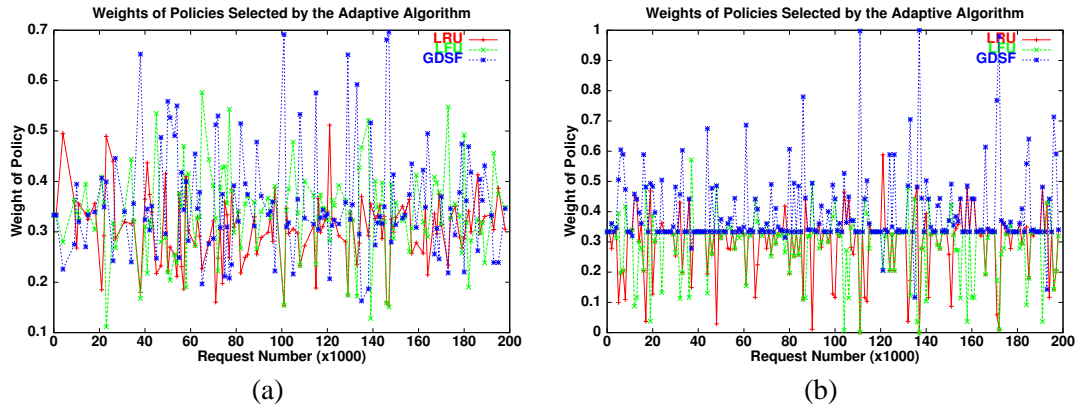 Weights of Policies Selected by the Adaptive Algorithm
LRU
LFU
GDSF
Weight of Policy
0.7
0.6
0.5
0.4
0.3
0.2
0.1
0 20 40 60 80 100 120 140 160 180 200
Request Number (x1000)
(a)
Weights of Policies Selected by the Adaptive Algorithm
LRU
LFU
GDSF
Weight of Policy
1
0.9
0.8
0.7
0.6
0.5
0.4
0.3
0.2
0.1
0
0 20 40 60 80 100 120 140 160 180 200
Request Number (x1000)
(b)